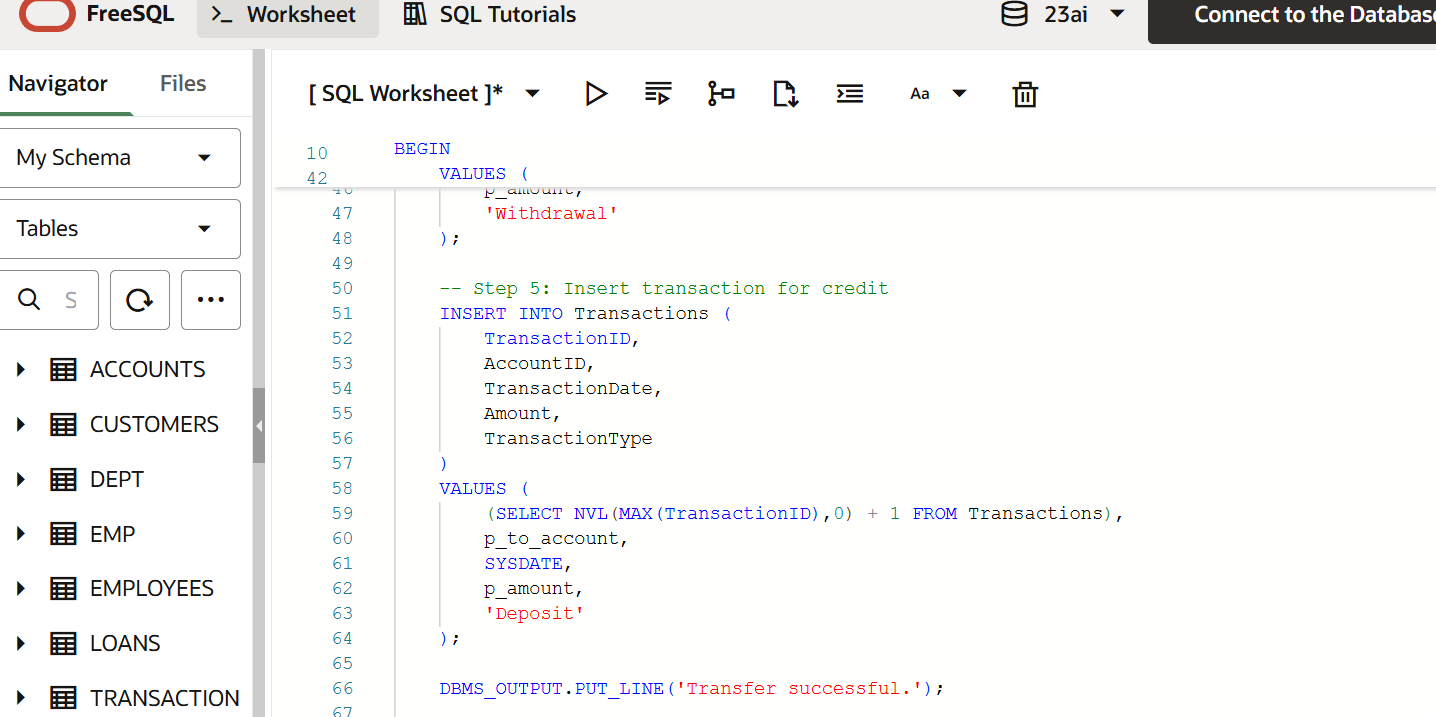 FreeSQL
>_ Worksheet
SQL Tutorials
23ai
Connect to the Database
Navigator
Files
My Schema
Tables
S
ACCOUNTS
CUSTOMERS
DEPT
EMP
EMPLOYEES
LOANS
TRANSACTION
[ SQL Worksheet ]*
Aa
10 BEGIN
42 VALUES (
46 p_amount,
47 'Withdrawal'
48 );
49
50 -- Step 5: Insert transaction for credit
51 INSERT INTO Transactions (
52 TransactionID,
53 AccountID,
54 TransactionDate,
55 Amount,
56 TransactionType
57 )
58 VALUES (
59 (SELECT NVL(MAX(TransactionID),0) + 1 FROM Transactions),
60 p_to_account,
61 SYSDATE,
62 p_amount,
63 'Deposit'
64 );
65
66 DBMS_OUTPUT.PUT_LINE('Transfer successful.');
67